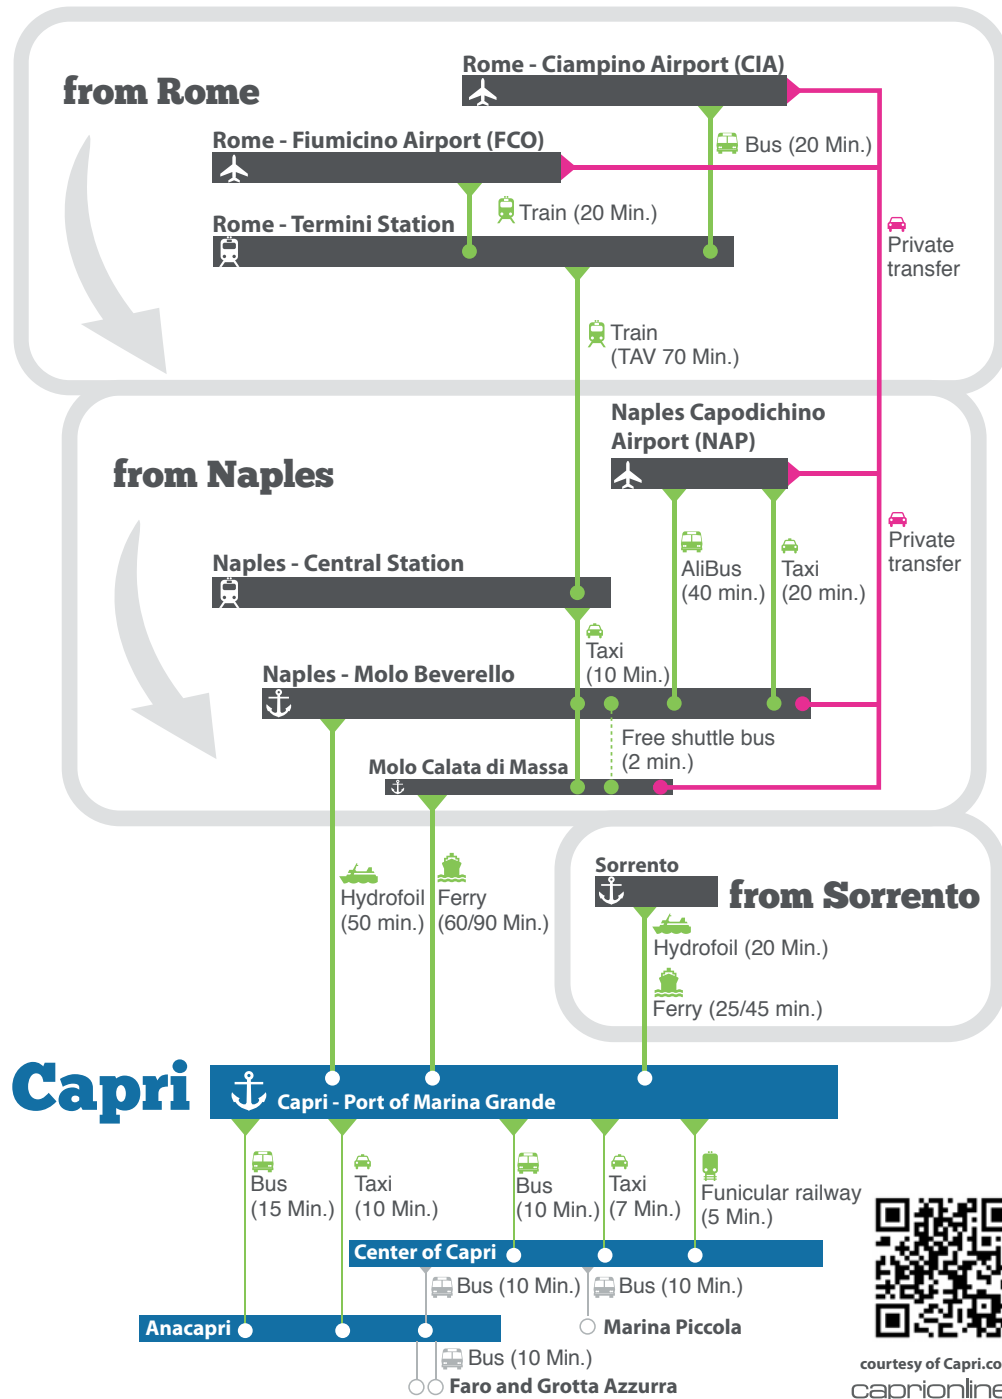 from Rome
Rome - Ciampino Airport (CIA)
Bus (20 Min.)
Rome - Fiumicino Airport (FCO)
Train (20 Min.)
Rome - Termini Station
Private
transfer
Train
(TAV 70 Min.)
from Naples
Naples Capodichino
Airport (NAP)
Private
transfer
AliBus
(40 min.)
Taxi
(20 min.)
Naples - Central Station
Taxi
(10 Min.)
Naples - Molo Beverello
Free shuttle bus
(2 min.)
Molo Calata di Massa
Hydrofoil
(50 min.)
Ferry
(60/90 Min.)
Sorrento
from Sorrento
Hydrofoil (20 Min.)
Ferry (25/45 min.)
Capri
Capri - Port of Marina Grande
Bus
(15 Min.)
Taxi
(10 Min.)
Bus
(10 Min.)
Taxi
(7 Min.)
Funicular railway
(5 Min.)
Center of Capri
Bus (10 Min.)
Bus (10 Min.)
Anacapri
Marina Piccola
Bus (10 Min.)
Faro and Grotta Azzurra
courtesy of Capri.co
caprionline